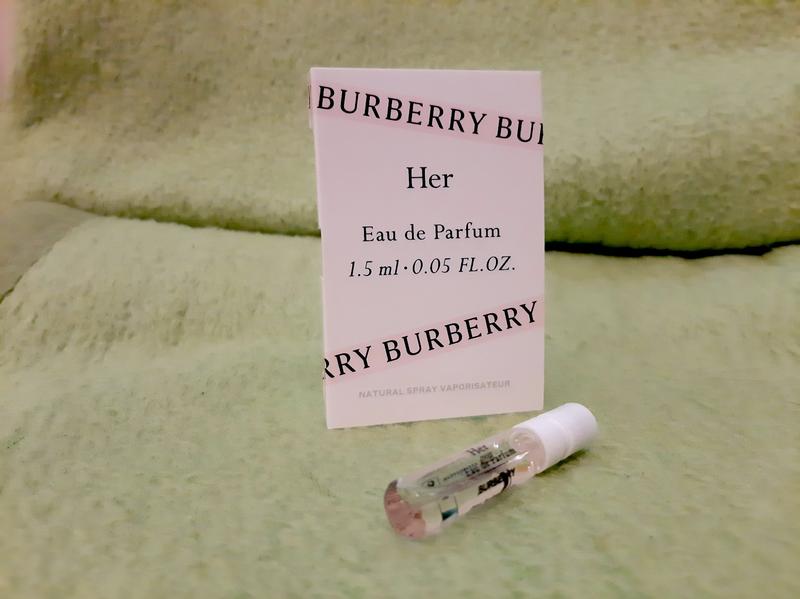 BURBERRY BUR
Her
Eau de Parfum
1.5 ml·0.05 FL.OZ.
RRY BURBERRY
NATURAL SPRAY VAPORISATEUR
Her
Eau de Parfum
BURBERRY